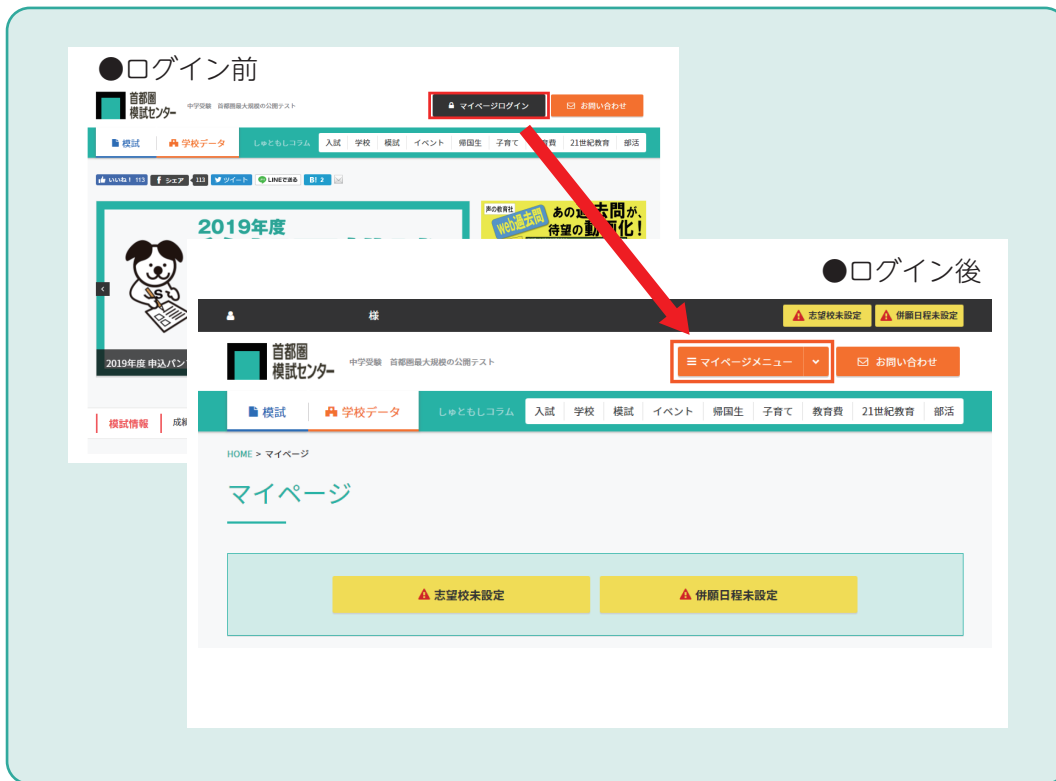 ●ログイン前
首都圏
模試センター
中学受験 首都圏最大規模の公開テスト
マイページログイン
お問い合わせ
模試
学校データ
しゅともしコラム
入試 学校 模試 イベント 帰国生 子育て 費 21世紀教育 部活
いいね! 113 シェア 113 ツイート LINEで送る B! 2
2019年度
声の教育社
web過去問
あの過去問が、
待望の動画化!
2019年度 申込パン
模試情報
●ログイン後
様
志望校未設定
併願日程未設定
首都圏
模試センター
中学受験 首都圏最大規模の公開テスト
マイページメニュー
お問い合わせ
模試
学校データ
しゅともしコラム
入試 学校 模試 イベント 帰国生 子育て 教育費 21世紀教育 部活
HOME > マイページ
マイページ
志望校未設定
併願日程未設定